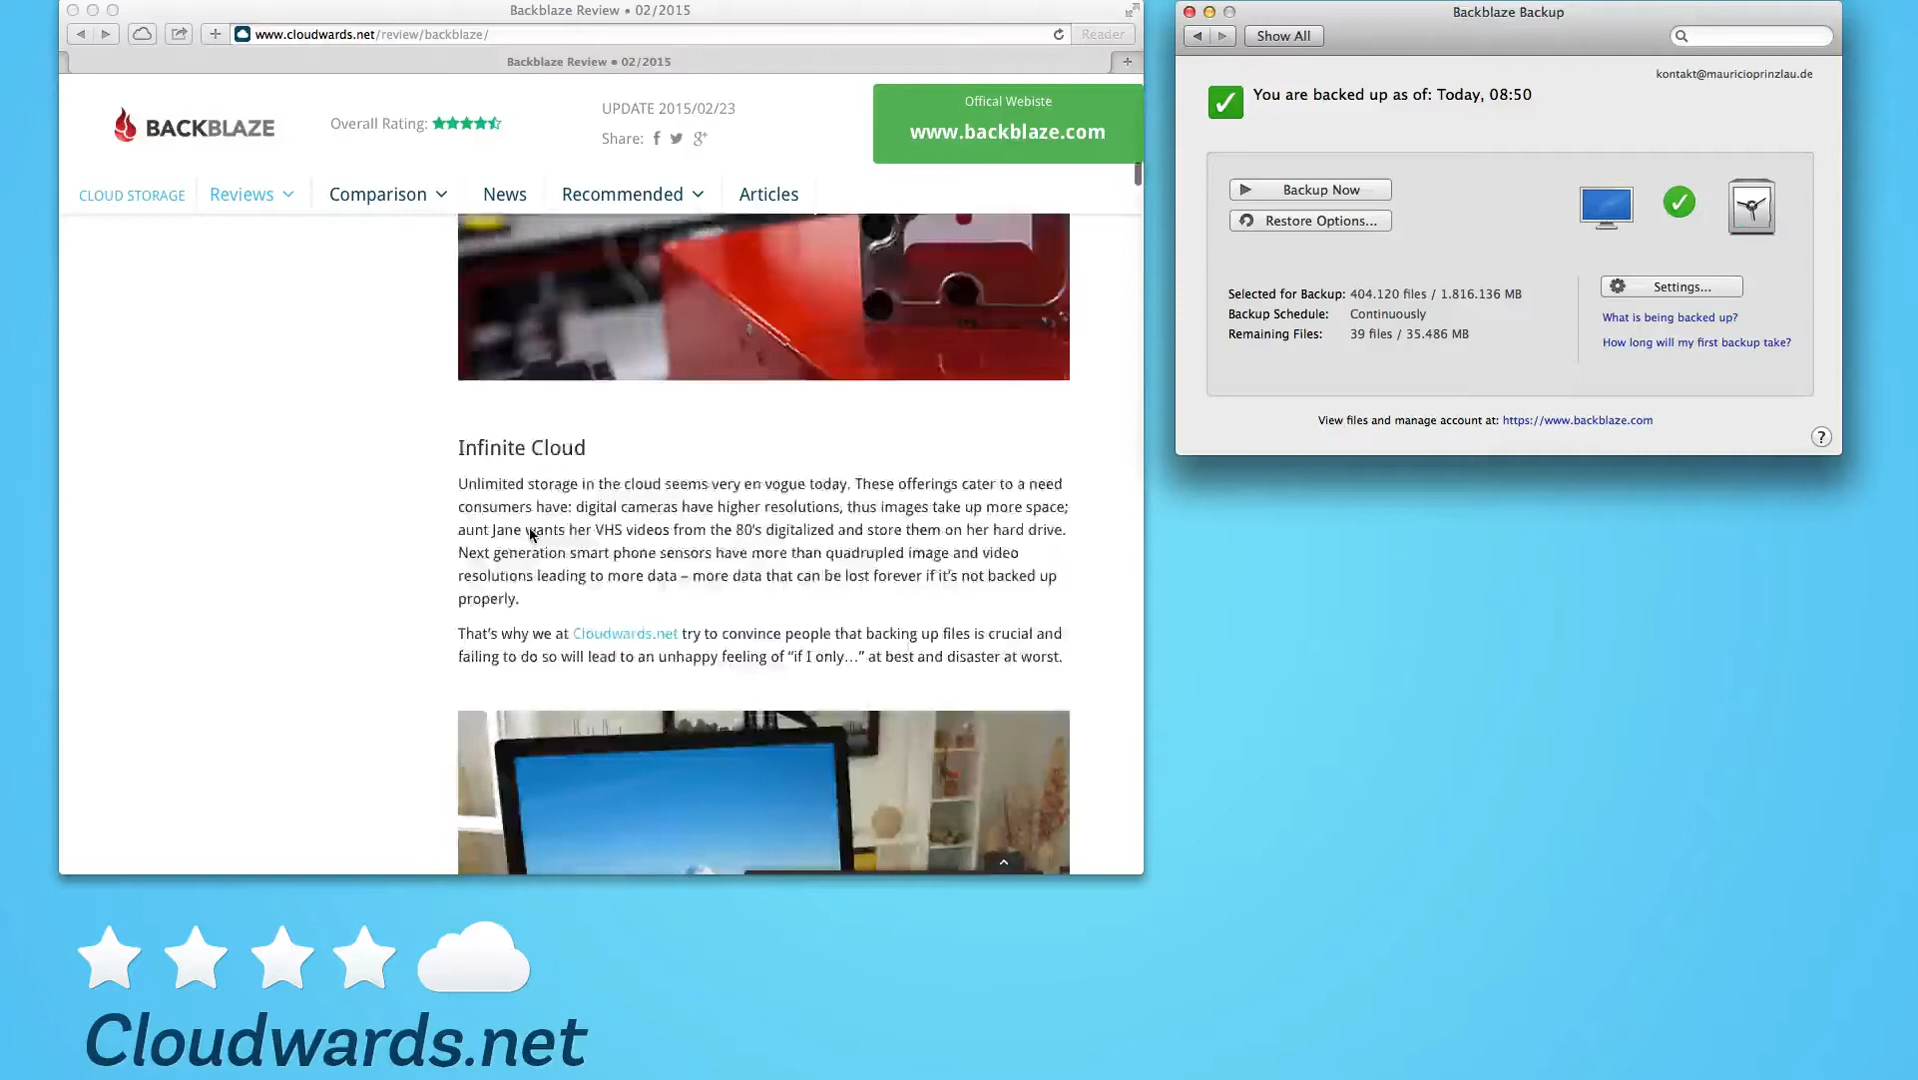 Backblaze Review • 02/2015
www.cloudwards.net/review/backblaze/
Reader
Backblaze Review • 02/2015
BACKBLAZE
Overall Rating:
UPDATE 2015/02/23
Share:
Offical Webiste
www.backblaze.com
CLOUD STORAGE
Reviews
Comparison
News
Recommended
Articles
Infinite Cloud
Unlimited storage in the cloud seems very en vogue today. These offerings cater to a need
consumers have: digital cameras have higher resolutions, thus images take up more space;
aunt Jane wants her VHS videos from the 80's digitalized and store them on her hard drive.
Next generation smart phone sensors have more than quadrupled image and video
resolutions leading to more data – more data that can be lost forever if it's not backed up
properly.
That's why we at Cloudwards.net try to convince people that backing up files is crucial and
failing to do so will lead to an unhappy feeling of “if I only…” at best and disaster at worst.
Backblaze Backup
Show All
kontakt@mauricioprinzlau.de
You are backed up as of: Today, 08:50
Backup Now
Restore Options...
Selected for Backup: 404.120 files / 1.816.136 MB
Backup Schedule: Continuously
Remaining Files: 39 files / 35.486 MB
Settings...
What is being backed up?
How long will my first backup take?
View files and manage account at: https://www.backblaze.com
?
Cloudwards.net